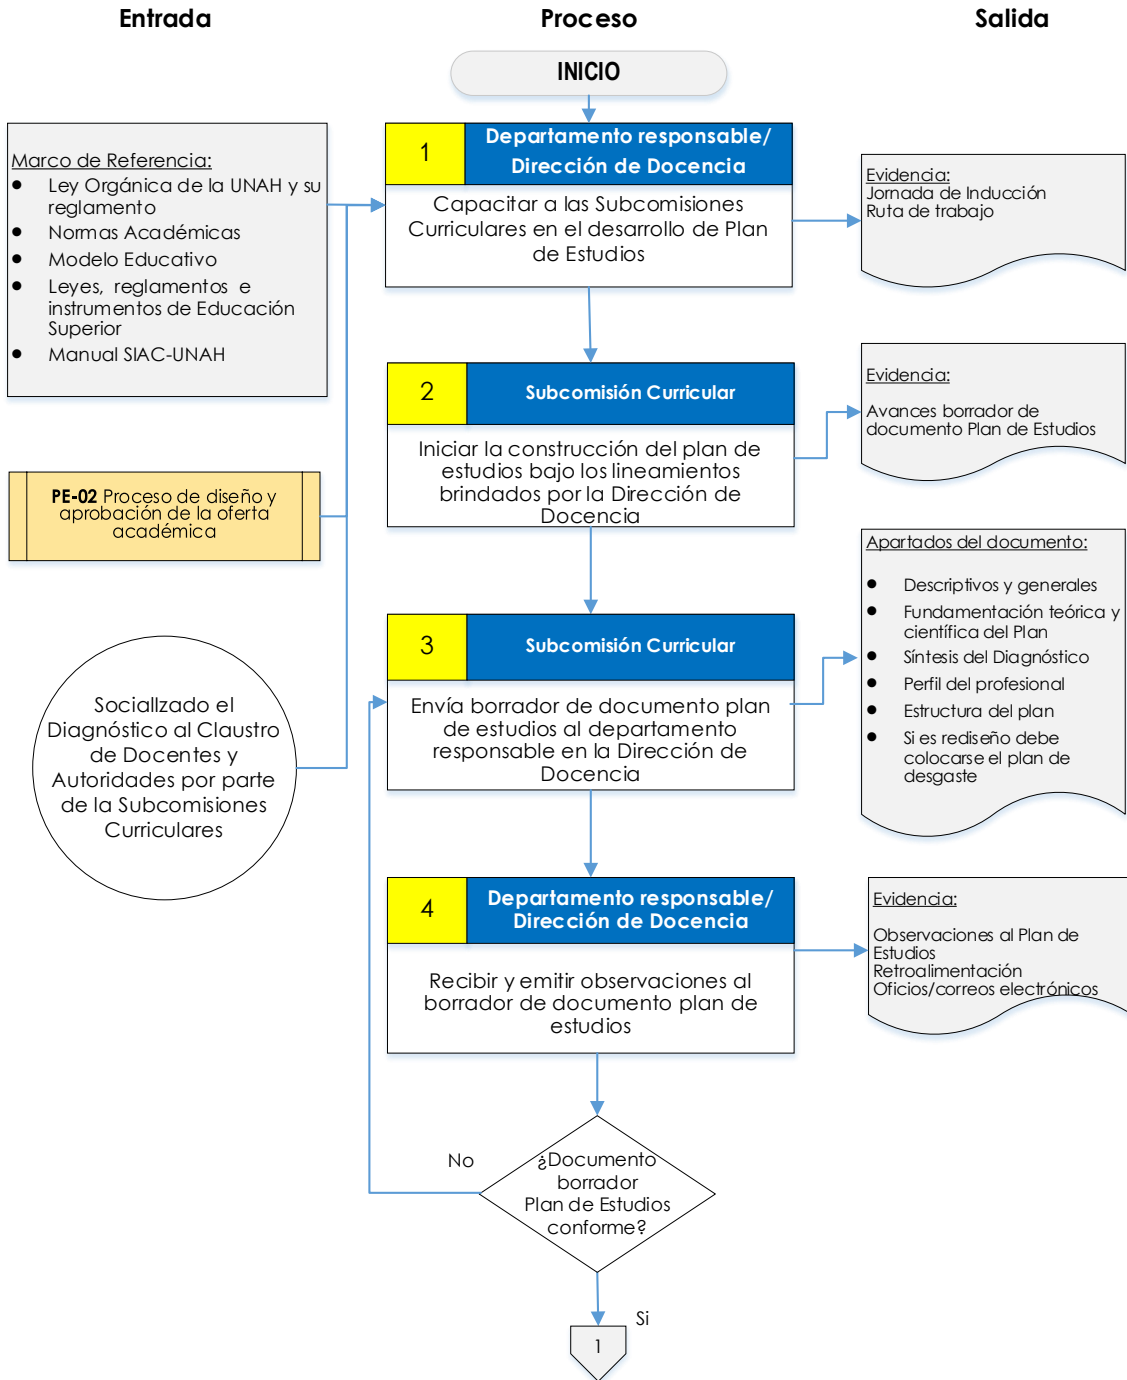 Entrada
Proceso
Salida
INICIO
Marco de Referencia:
● Ley Orgánica de la UNAH y su
reglamento
● Normas Académicas
● Modelo Educativo
● Leyes, reglamentos e
instrumentos de Educación
Superior
● Manual SIAC-UNAH
PE-02 Proceso de diseño y
aprobación de la oferta
académica
Sociallzado el
Diagnóstico al Claustro
de Docentes y
Autoridades por parte
de la Subcomisiones
Curriculares
1
Departamento responsable/
Dirección de Docencia
Capacitar a las Subcomisiones
Curriculares en el desarrollo de Plan
de Estudios
Evidencia:
Jornada de Inducción
Ruta de trabajo
2
Subcomisión Curricular
Iniciar la construcción del plan de
estudios bajo los lineamientos
brindados por la Dirección de
Docencia
Evidencia:
Avances borrador de
documento Plan de Estudios
3
Subcomisión Curricular
Envía borrador de documento plan
de estudios al departamento
responsable en la Dirección de
Docencia
Apartados del documento:
● Descriptivos y generales
● Fundamentación teórica y
científica del Plan
● Síntesis del Diagnóstico
● Perfil del profesional
● Estructura del plan
● Si es rediseño debe
colocarse el plan de
desgaste
4
Departamento responsable/
Dirección de Docencia
Recibir y emitir observaciones al
borrador de documento plan de
estudios
Evidencia:
Observaciones al Plan de
Estudios
Retroalimentación
Oficios/correos electrónicos
No
¿Documento
borrador
Plan de Estudios
conforme?
Si
1